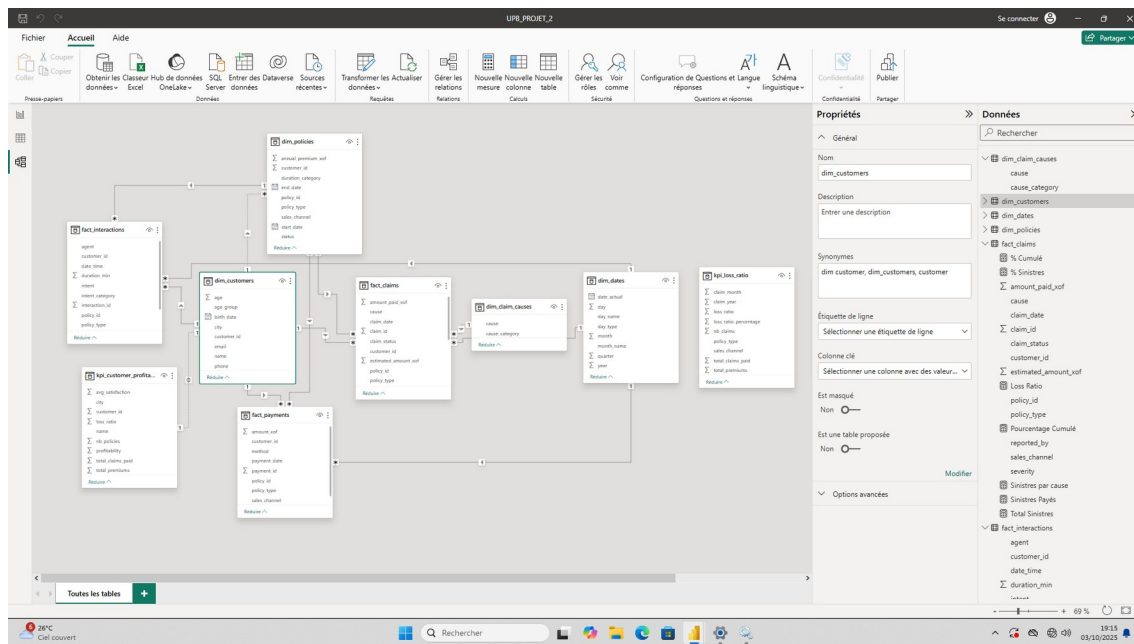 UPB_PROJET_2
Se connecter
Fichier
Accueil
Aide
Partager
Coller
Couper
Copier
Presse-papiers
Obtenir les données
Classeur Excel
Hub de données OneLake
SQL Server
Entrer des données
Dataverse
Sources récentes
Données
Transformer les données
Actualiser
Requêtes
Gérer les relations
Relations
Nouvelle mesure
Nouvelle colonne
Nouvelle table
Calculs
Gérer les rôles
Voir comme
Sécurité
Configuration de Questions et réponses
Langue
Schéma linguistique
Questions et réponses
Confidentialité
Confidentialité
Publier
Partager
dim_policies
annual_premium_xof
customer_id
duration_category
end_date
policy_id
policy_type
sales_channel
start_date
status
Réduire
fact_interactions
agent
customer_id
date_time
duration_min
intent
intent_category
interaction_id
policy_id
policy_type
Réduire
dim_customers
age
age_group
birth_date
city
customer_id
email
name
phone
Réduire
fact_claims
amount_paid_xof
cause
claim_date
claim_id
claim_status
customer_id
estimated_amount_xof
policy_id
policy_type
Réduire
dim_claim_causes
cause
cause_category
Réduire
dim_dates
date_actual
day
day_name
day_type
month
month_name
quarter
year
Réduire
kpi_loss_ratio
claim_month
claim_year
loss_ratio
loss_ratio_percentage
nb_claims
policy_type
sales_channel
total_claims_paid
total_premiums
Réduire
kpi_customer_profita...
avg_satisfaction
city
customer_id
loss_ratio
name
nb_policies
profitability
total_claims_paid
total_premiums
Réduire
fact_payments
amount_xof
customer_id
method
payment_date
payment_id
policy_id
policy_type
sales_channel
Réduire
Toutes les tables
Propriétés
Général
Nom
dim_customers
Description
Entrer une description
Synonymes
dim customer, dim_customers, customer
Étiquette de ligne
Sélectionner une étiquette de ligne
Colonne clé
Sélectionner une colonne avec des valeur...
Est masqué
Non
Est une table proposée
Non
Modifier
Options avancées
Données
Rechercher
dim_claim_causes
cause
cause_category
dim_customers
dim_dates
dim_policies
fact_claims
% Cumulé
% Sinistres
amount_paid_xof
cause
claim_date
claim_id
claim_status
customer_id
estimated_amount_xof
Loss Ratio
policy_id
policy_type
Pourcentage Cumulé
reported_by
sales_channel
severity
Sinistres par cause
Sinistres Payés
Total Sinistres
fact_interactions
agent
customer_id
date_time
duration_min
intent
69 %
6
26°C
Ciel couvert
Rechercher
19:15
03/10/2025